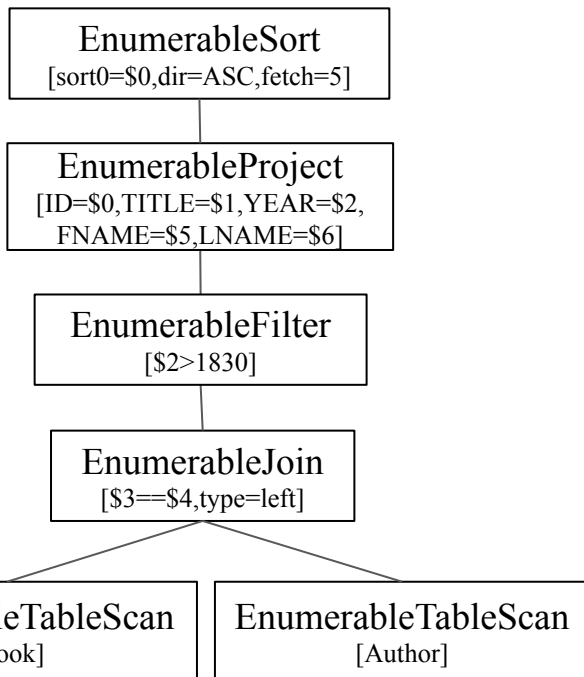 EnumerableSort
[sort0=$0,dir=ASC,fetch=5]
EnumerableProject
[ID=$0,TITLE=$1,YEAR=$2,
FNAME=$5,LNAME=$6]
EnumerableFilter
[$2>1830]
EnumerableJoin
[$3==$4,type=left]
leTableScan
ook]
EnumerableTableScan
[Author]